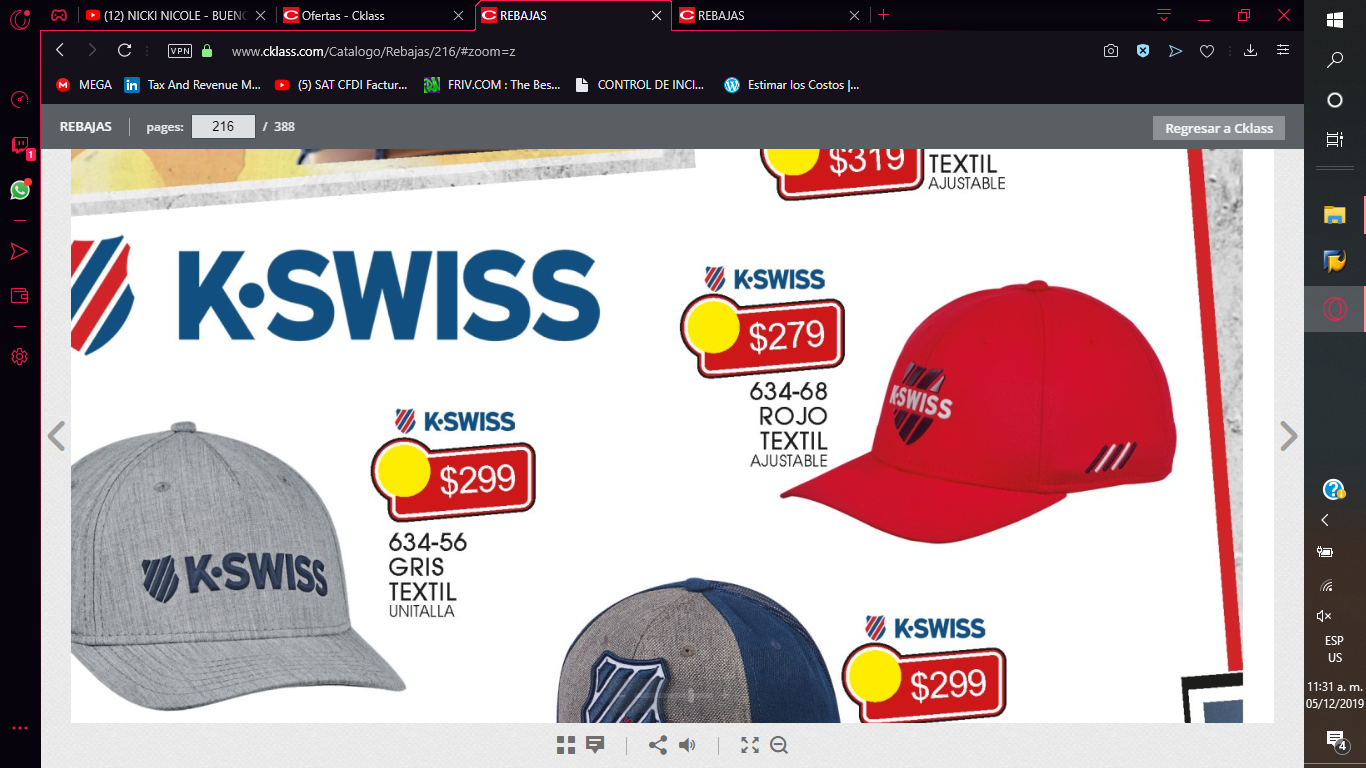 (12) NICKI NICOLE - BUENO
Ofertas - Cklass
REBAJAS
REBAJAS
VPN
www.cklass.com/Catalogo/Rebajas/216/#zoom=z
MEGA
Tax And Revenue M...
(5) SAT CFDI Factur...
FRIV.COM : The Bes...
CONTROL DE INCI...
Estimar los Costos |...
REBAJAS
pages:
216
/ 388
Regresar a Cklass
$319
TEXTIL
AJUSTABLE
K·SWISS
K·SWISS
$279
634-68
ROJO
TEXTIL
AJUSTABLE
K·SWISS
K·SWISS
$299
634-56
GRIS
TEXTIL
UNITALLA
K·SWISS
K·SWISS
$299
1
ESP
US
11:31 a. m.
05/12/2019
4